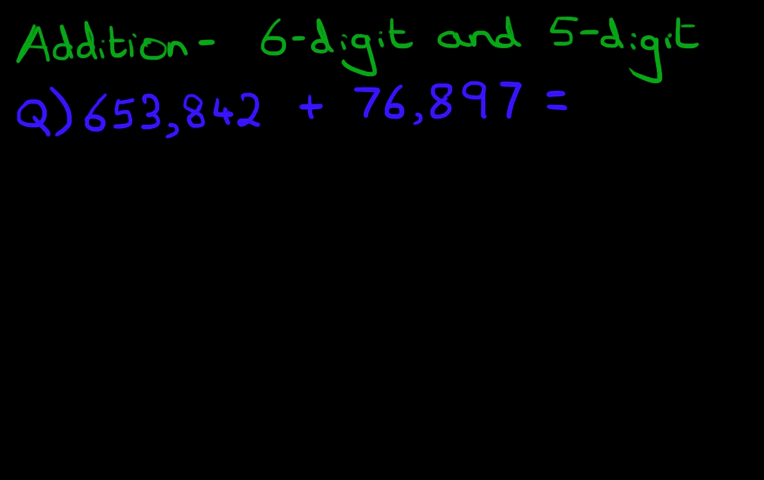 Addition- 6-digit and 5-digit
Q) 653,842 + 76,897 =